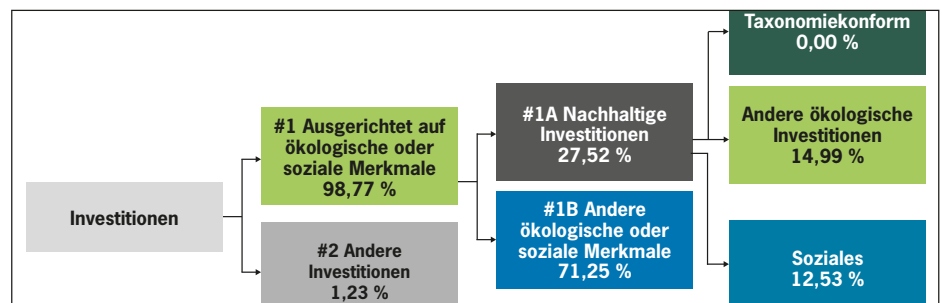 Investitionen
#1 Ausgerichtet auf
ökologische oder
soziale Merkmale
98,77 %
#2 Andere
Investitionen
1,23 %
#1A Nachhaltige
Investitionen
27,52 %
#1B Andere
ökologische oder
soziale Merkmale
71,25 %
Taxonomiekonform
0,00 %
Andere ökologische
Investitionen
14,99 %
Soziales
12,53 %